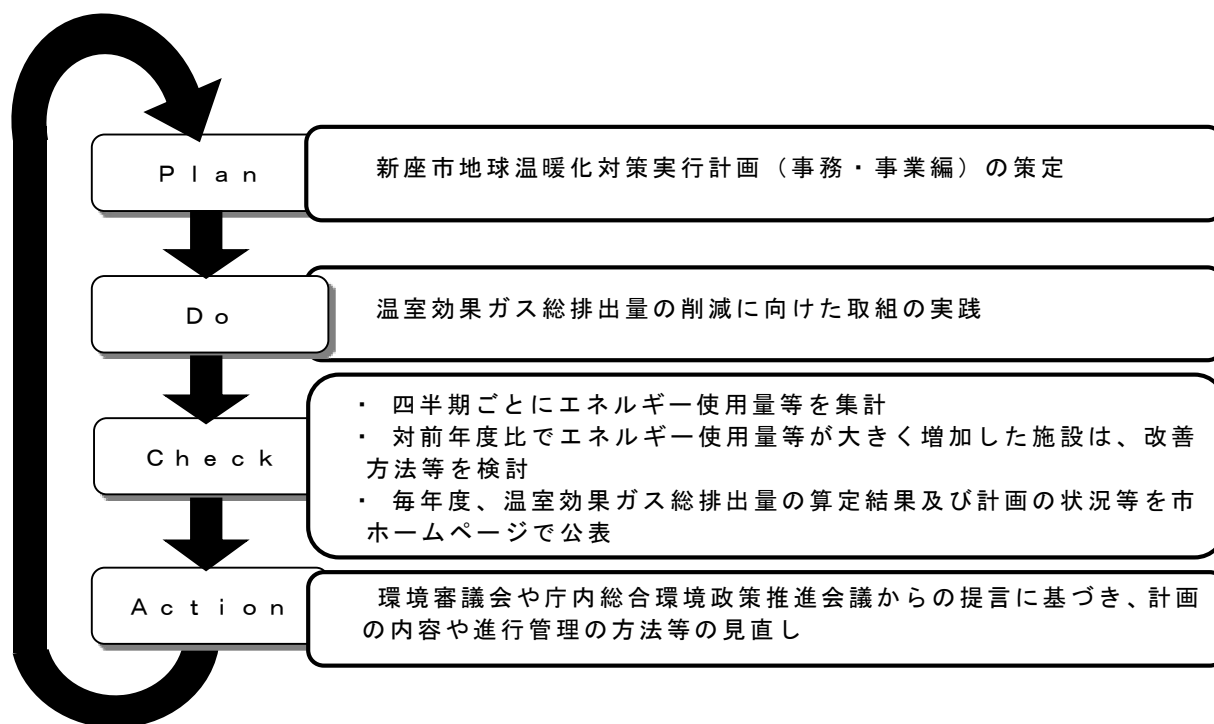 Ｐｌａｎ
新座市地球温暖化対策実行計画（事務・事業編）の策定
Ｄｏ
温室効果ガス総排出量の削減に向けた取組の実践
Ｃｈｅｃｋ
・ 四半期ごとにエネルギー使用量等を集計
・ 対前年度比でエネルギー使用量等が大きく増加した施設は、改善
方法等を検討
・ 毎年度、温室効果ガス総排出量の算定結果及び計画の状況等を市
ホームページで公表
Ａｃｔｉｏｎ
環境審議会や庁内総合環境政策推進会議からの提言に基づき、計画
の内容や進行管理の方法等の見直し